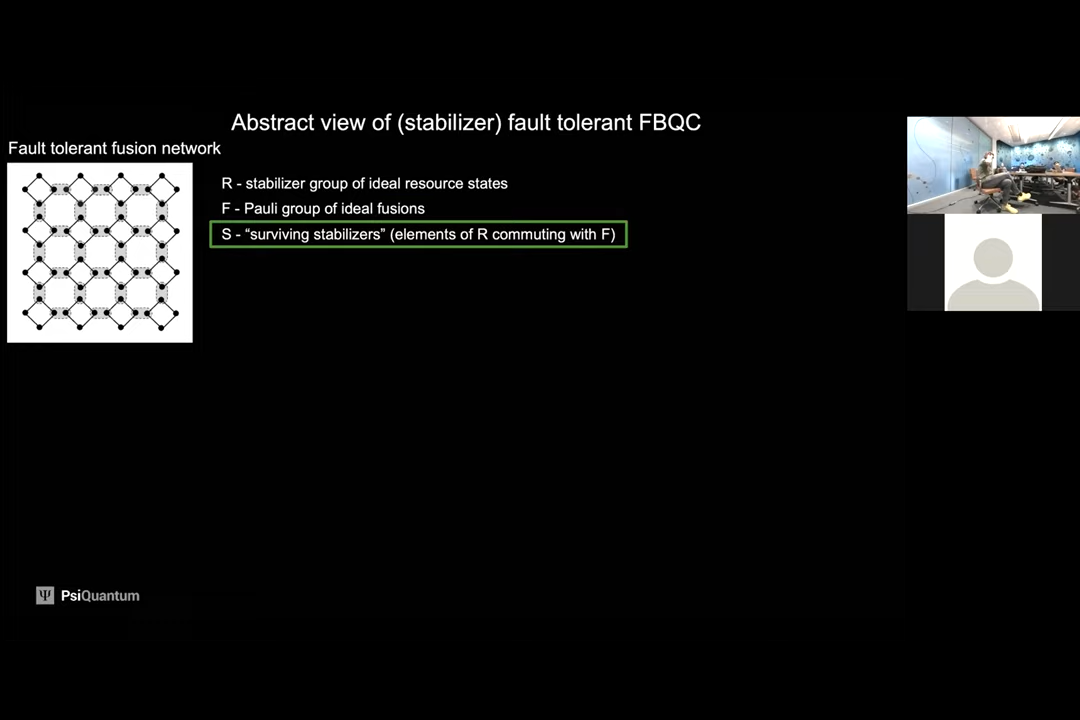 Abstract view of (stabilizer) fault tolerant FBQC
Fault tolerant fusion network
R - stabilizer group of ideal resource states
F - Pauli group of ideal fusions
S - “surviving stabilizers” (elements of R commuting with F)
Ψ PsiQuantum